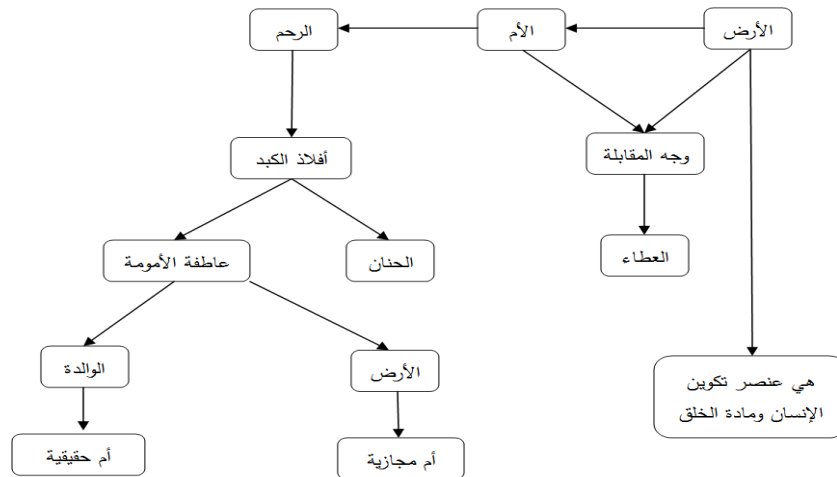 الأرض
الأم
الرحم
وجه المقابلة
أفلاذ الكبد
العطاء
الحنان
عاطفة الأمومة
هي عنصر تكوين
الإنسان ومادة الخلق
الأرض
الوالدة
أم مجازية
أم حقيقية